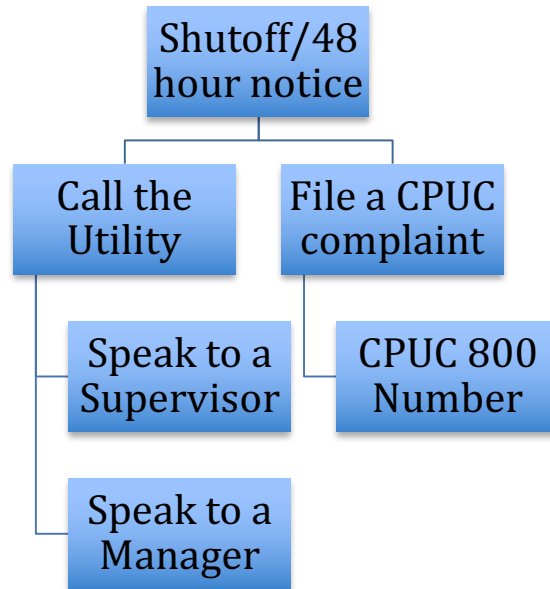 Shutoff/48
hour notice
Call the
Utility
File a CPUC
complaint
Speak to a
Supervisor
CPUC 800
Number
Speak to a
Manager